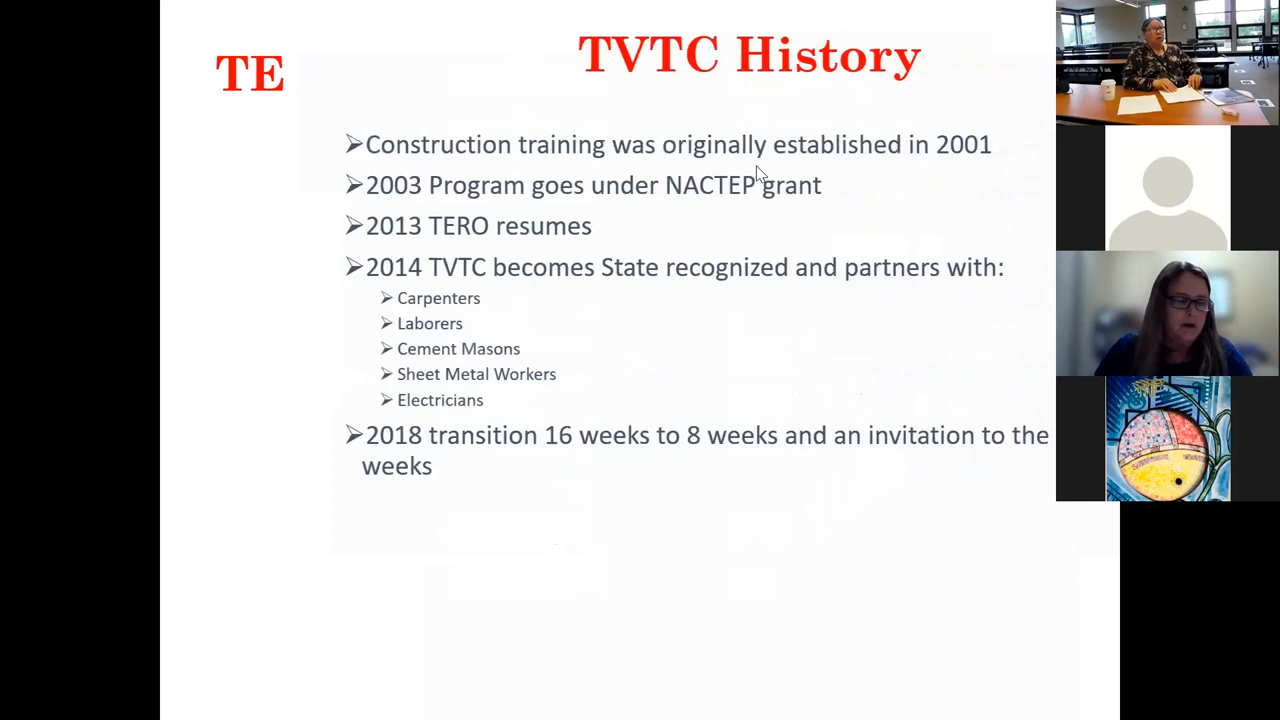 TE
TVTC History
Construction training was originally established in 2001
2003 Program goes under NACTEP grant
2013 TERO resumes
2014 TVTC becomes State recognized and partners with:
Carpenters
Laborers
Cement Masons
Sheet Metal Workers
Electricians
2018 transition 16 weeks to 8 weeks and an invitation to the
weeks